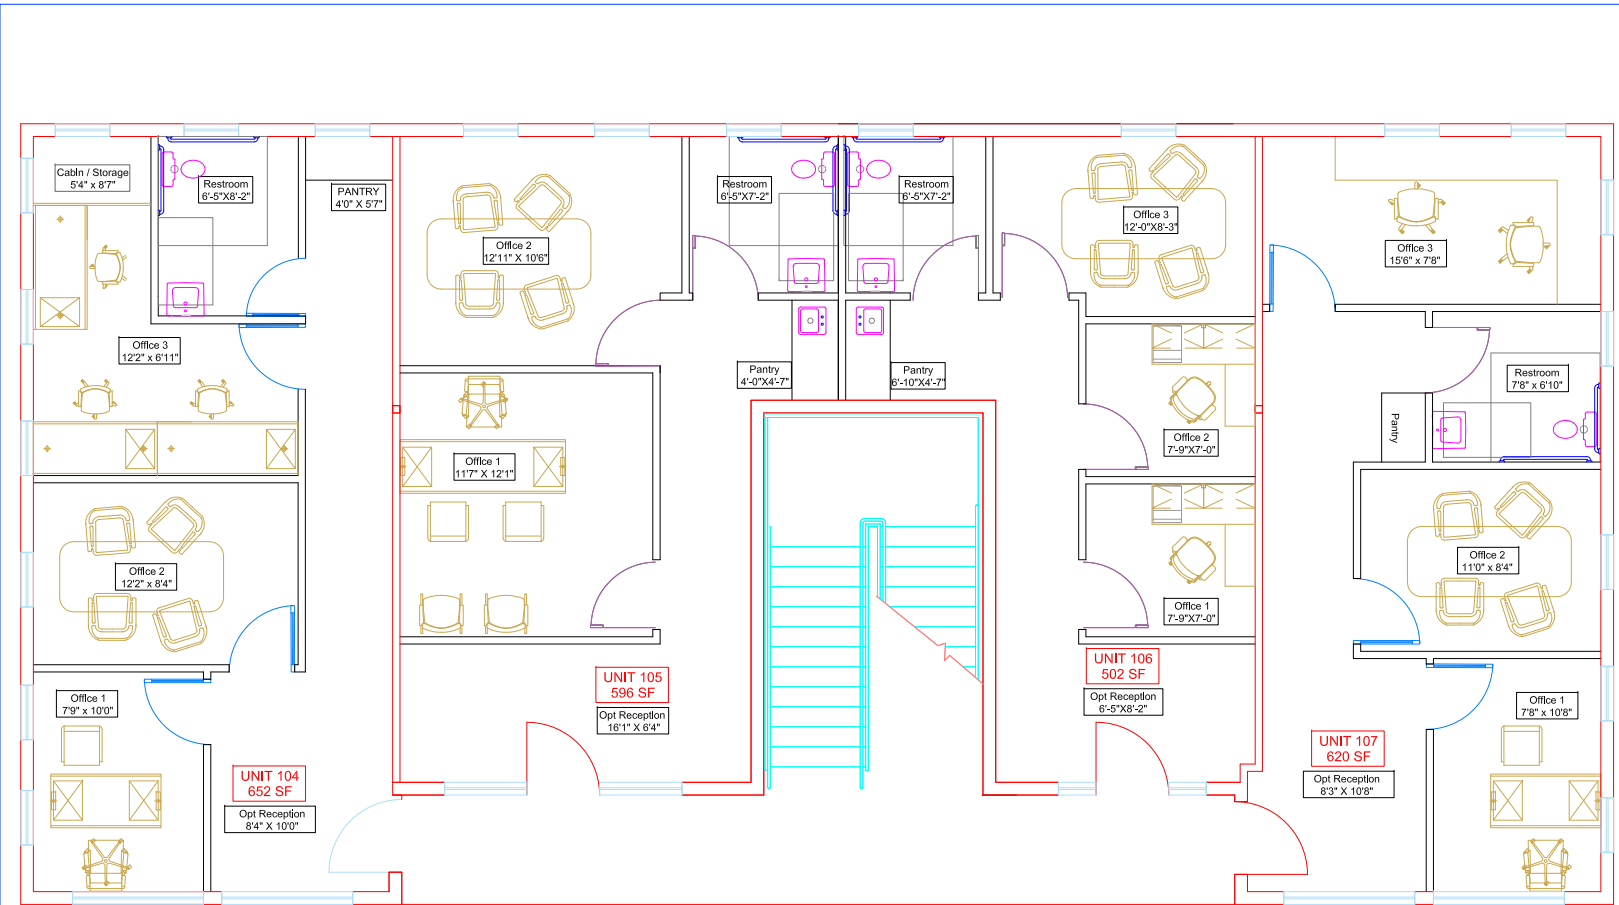 Cabin / Storage
5'4" x 8'7"
Restroom
6'-5"X8'-2"
PANTRY
4'0" X 5'7"
Office 3
12'2" x 6'11"
Office 2
12'2" x 8'4"
Office 1
7'9" x 10'0"
UNIT 104
652 SF
Opt Reception
8'4" X 10'0"
Office 2
12'11" X 10'6"
Restroom
6'-5"X7'-2"
Pantry
4'-0"X4'-7"
Office 1
11'7" X 12'1"
UNIT 105
596 SF
Opt Reception
16'1" X 6'4"
Restroom
6'-5"X7'-2"
Pantry
6'-10"X4'-7"
Office 3
12'-0"X8'-3"
Office 2
7'-9"X7'-0"
Office 1
7'-9"X7'-0"
UNIT 106
502 SF
Opt Reception
6'-5"X8'-2"
Office 3
15'6" x 7'8"
Restroom
7'8" x 6'10"
Pantry
Office 2
11'0" x 8'4"
Office 1
7'8" x 10'8"
UNIT 107
620 SF
Opt Reception
8'3" X 10'8"